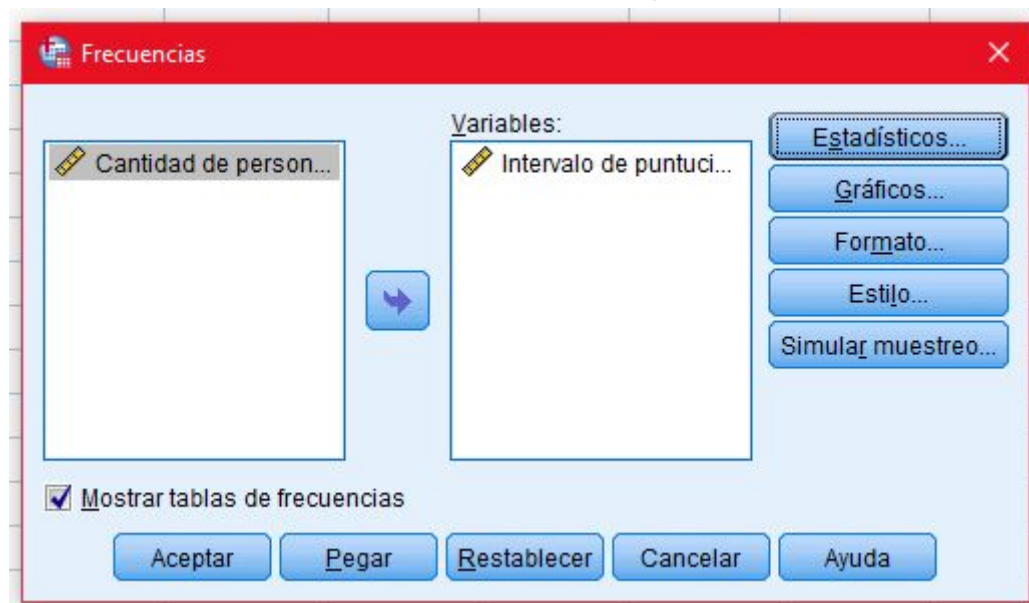 Frecuencias
Variables:
Cantidad de person...
Intervalo de puntuci...
Estadísticos...
Gráficos...
Formato...
Estilo...
Simular muestreo...
Mostrar tablas de frecuencias
Aceptar Pegar Restablecer Cancelar Ayuda